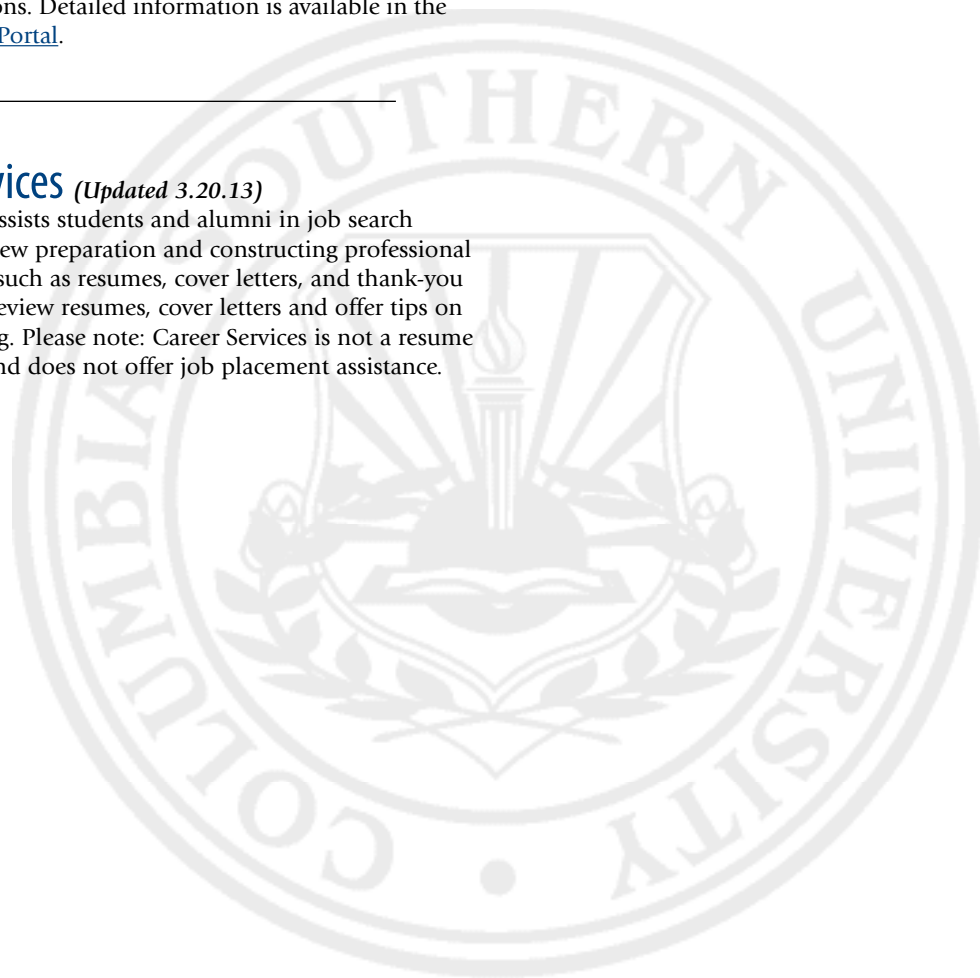 ons. Detailed information is available in the
Portal.
vices (Updated 3.20.13)
ssists students and alumni in job search
ew preparation and constructing professional
such as resumes, cover letters, and thank-you
eview resumes, cover letters and offer tips on
g. Please note: Career Services is not a resume
nd does not offer job placement assistance.
COLUMBIA SOUTHERN UNIVERSITY